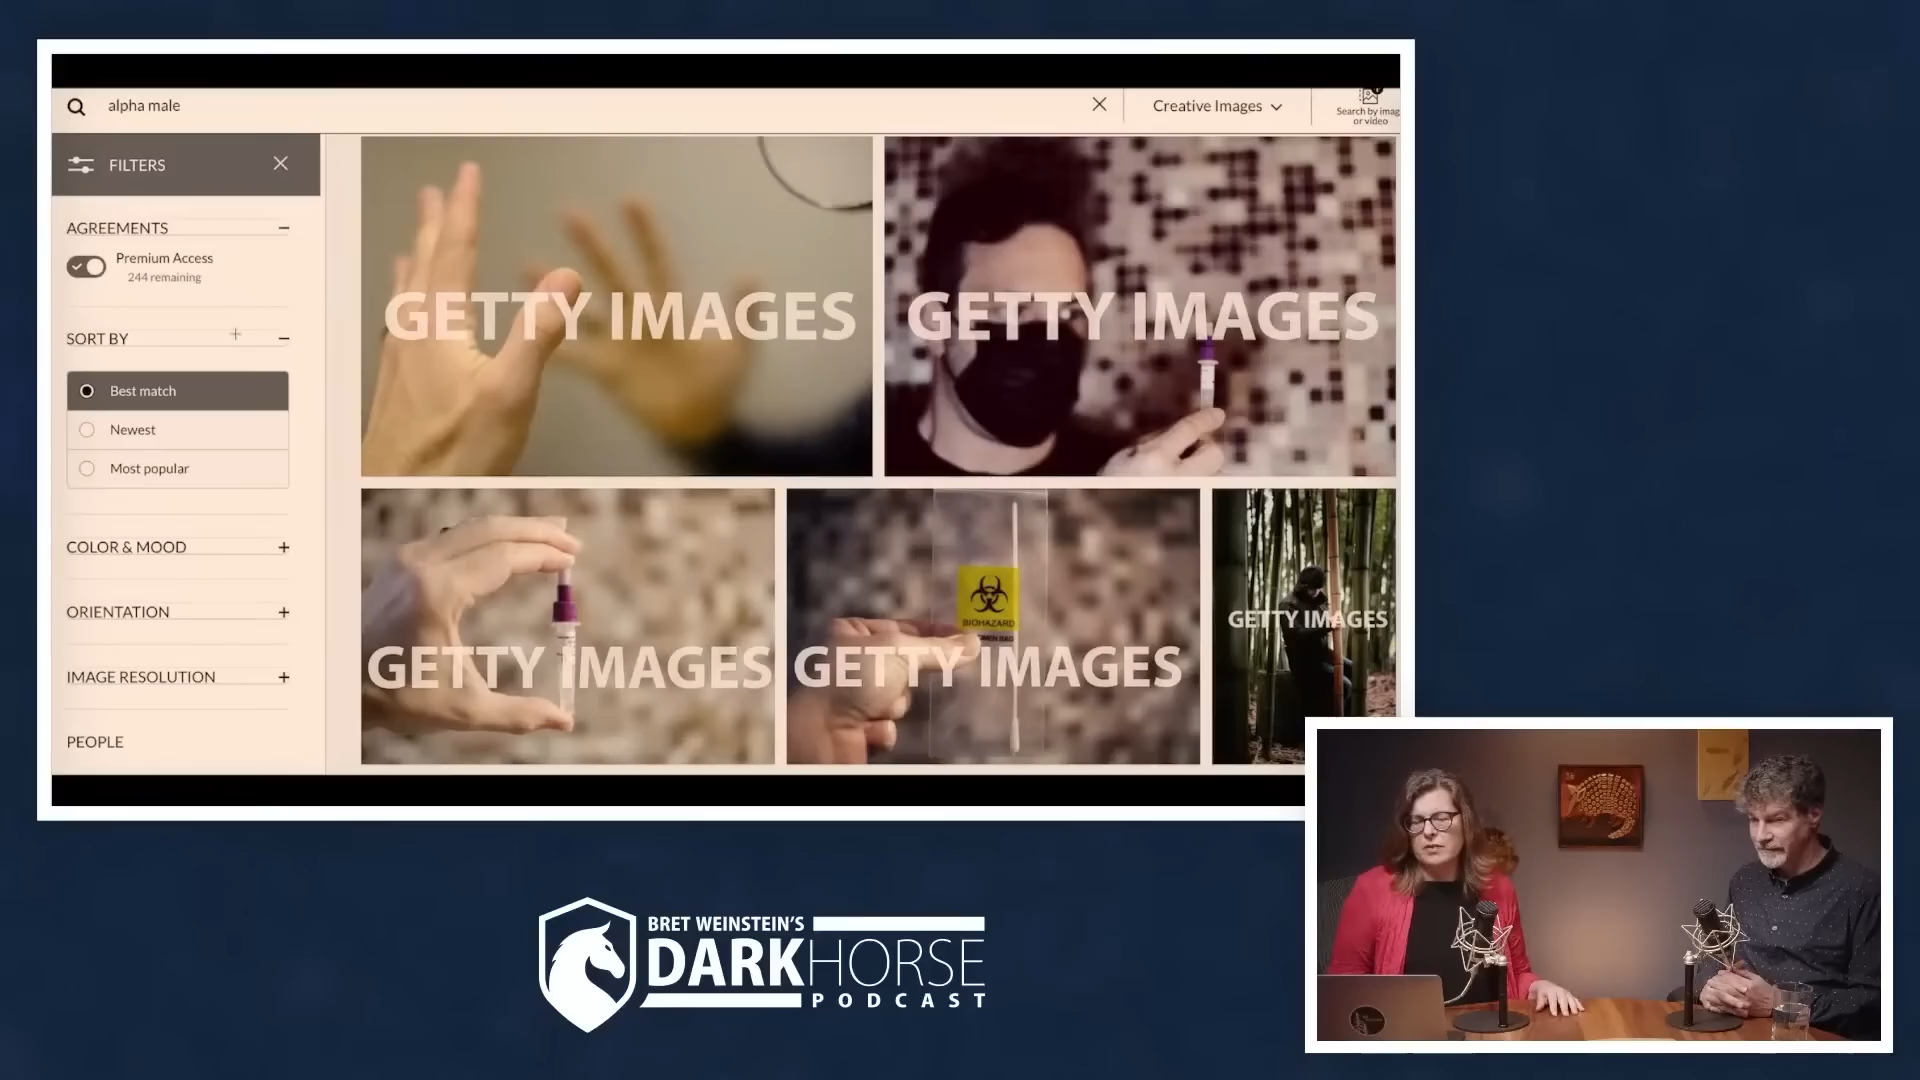 alpha male
Creative Images
Search by imag
or video
FILTERS
AGREEMENTS
Premium Access
244 remaining
SORT BY
Best match
Newest
Most popular
COLOR & MOOD
ORIENTATION
IMAGE RESOLUTION
PEOPLE
GETTY IMAGES
GETTY IMAGES
GETTY IMAGES
BIOHAZARD
GETTY IMAGES
GETTY IMAGES
BRET WEINSTEIN'S
DARKHORSE
PODCAST